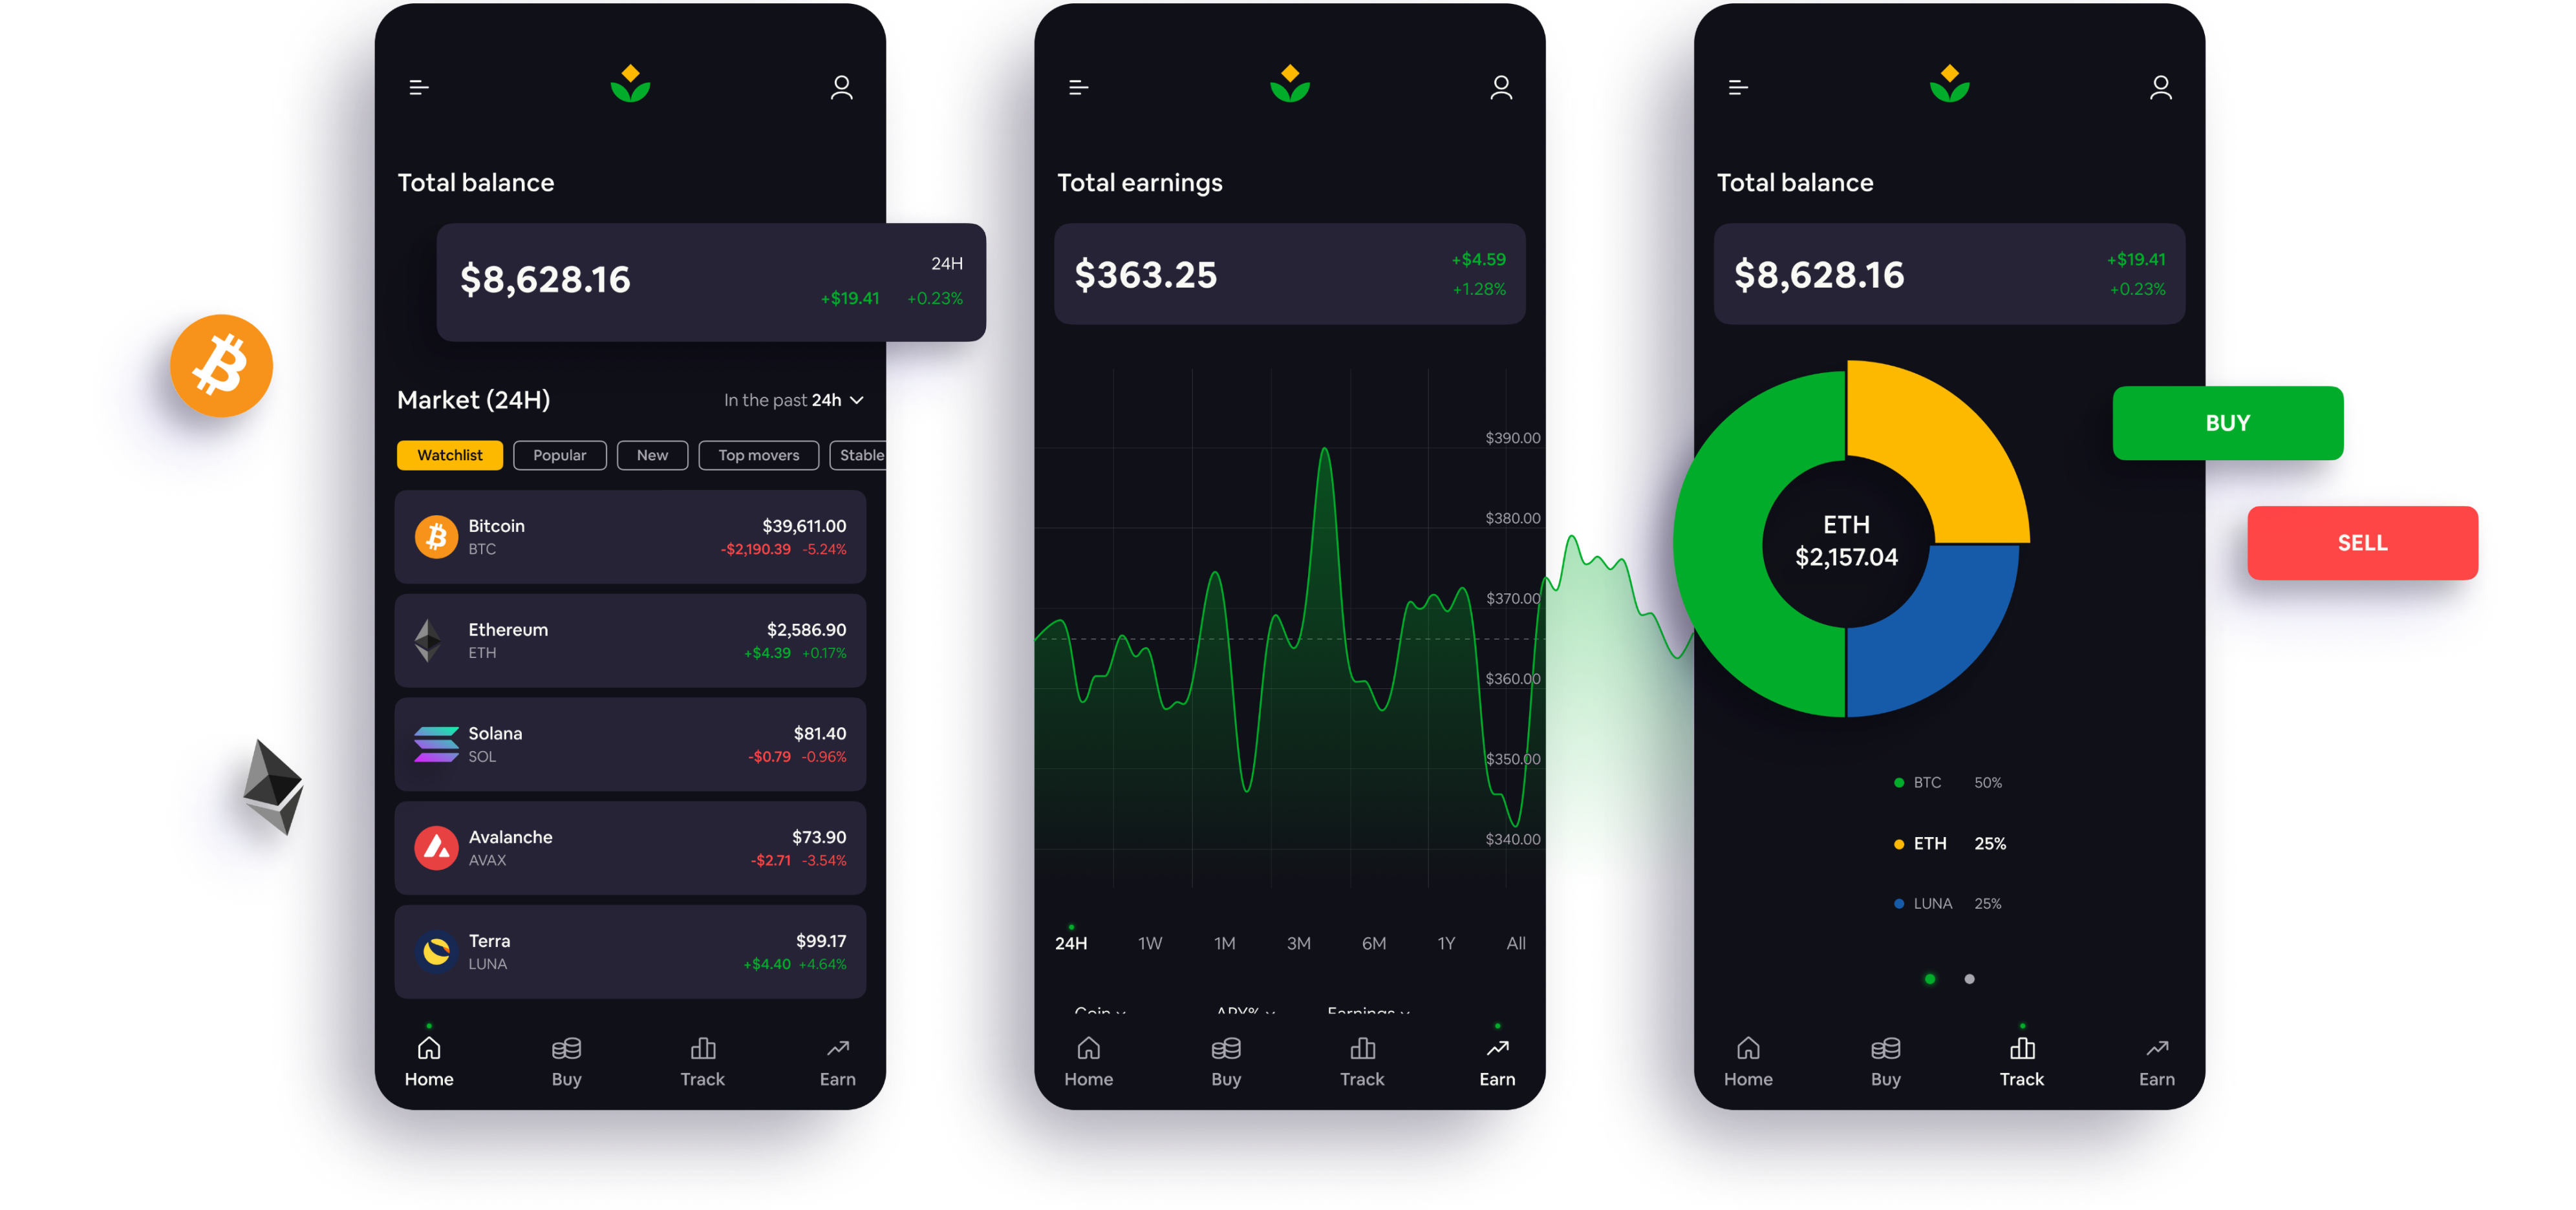 Total balance
$8,628.16
24H
+$19.41 +0.23%
Market (24H)
In the past 24h
Watchlist Popular New Top movers Stable
Bitcoin $39,611.00
BTC -$2,190.39 -5.24%
Ethereum $2,586.90
ETH +$4.39 +0.17%
Solana $81.40
SOL -$0.79 -0.96%
Avalanche $73.90
AVAX -$2.71 -3.54%
Terra $99.17
LUNA +$4.40 +4.64%
Home Buy Track Earn
Total earnings
$363.25
+$4.59
+1.28%
$390.00
$380.00
$370.00
$360.00
$350.00
$340.00
24H 1W 1M 3M 6M 1Y All
Coin APY% Earnings
Home Buy Track Earn
Total balance
$8,628.16
+$19.41
+0.23%
ETH
$2,157.04
BTC 50%
ETH 25%
LUNA 25%
Home Buy Track Earn
BUY
SELL